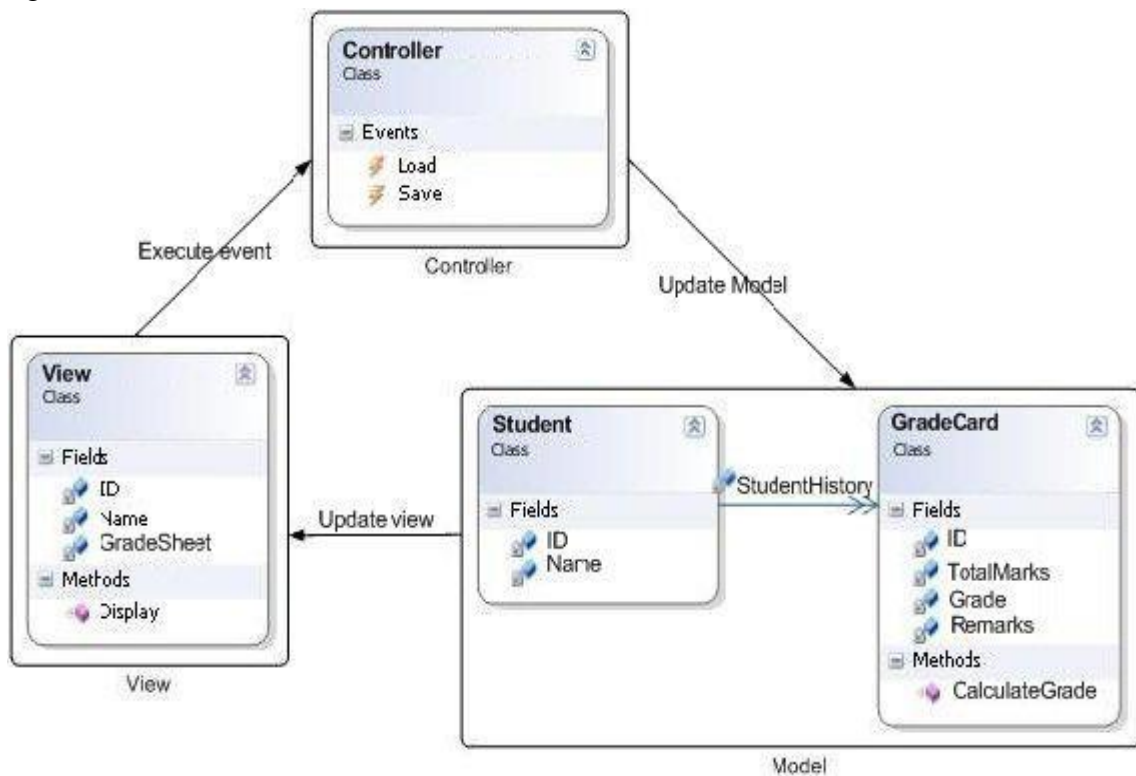 Controller
Class
Events
Load
Save
Controller
Execute event
Update Model
View
Class
Fields
ID
Name
GradeSheet
Methods
Display
View
Update view
Student
Class
Fields
ID
Name
StudentHistory
GradeCard
Class
Fields
ID
TotalMarks
Grade
Remarks
Methods
CalculateGrade
Model